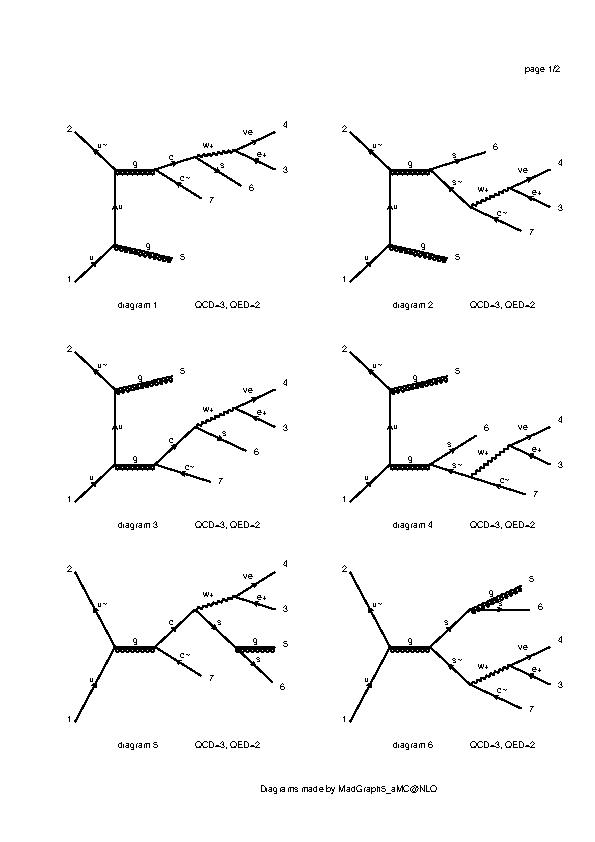 page 1/2
2
u~
g
c
w+
ve
4
e+
3
s
6
c~
7
u
u
g
5
1
diagram 1 QCD=3, QED=2
2
u~
g
s
6
s~
w+
ve
4
e+
3
c~
7
u
u
g
5
1
diagram 2 QCD=3, QED=2
2
u~
g
5
u
c
w+
ve
4
e+
3
s
6
u
g
c~
7
1
diagram 3 QCD=3, QED=2
2
u~
g
5
u
s
6
w+
ve
4
e+
3
u
g
s~
c~
7
1
diagram 4 QCD=3, QED=2
2
u~
g
c
w+
ve
4
e+
3
s
g
5
s
6
c~
7
u
1
diagram 5 QCD=3, QED=2
2
u~
g
s
g
5
s
6
s~
w+
ve
4
e+
3
c~
7
u
1
diagram 6 QCD=3, QED=2
Diagrams made by MadGraph5_aMC@NLO